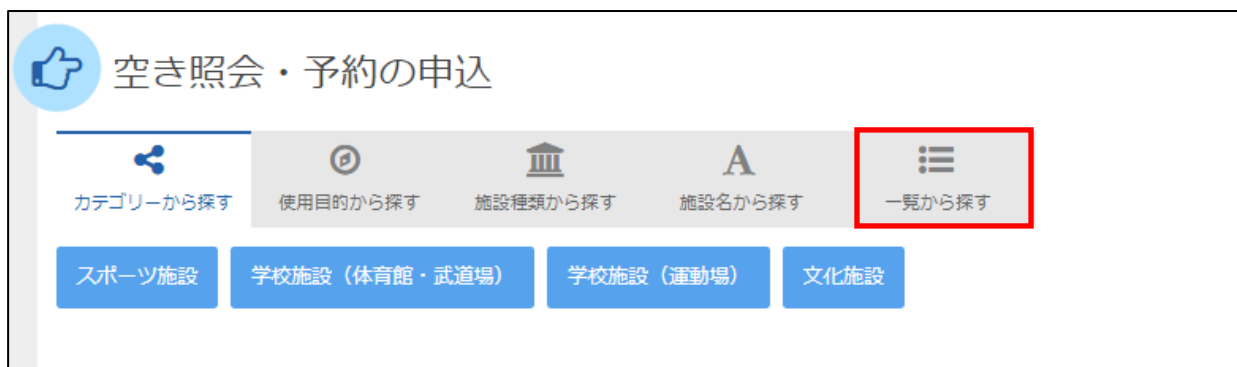 空き照会・予約の申込
カテゴリーから探す 使用目的から探す 施設種類から探す 施設名から探す 一覧から探す
スポーツ施設 学校施設（体育館・武道場） 学校施設（運動場） 文化施設